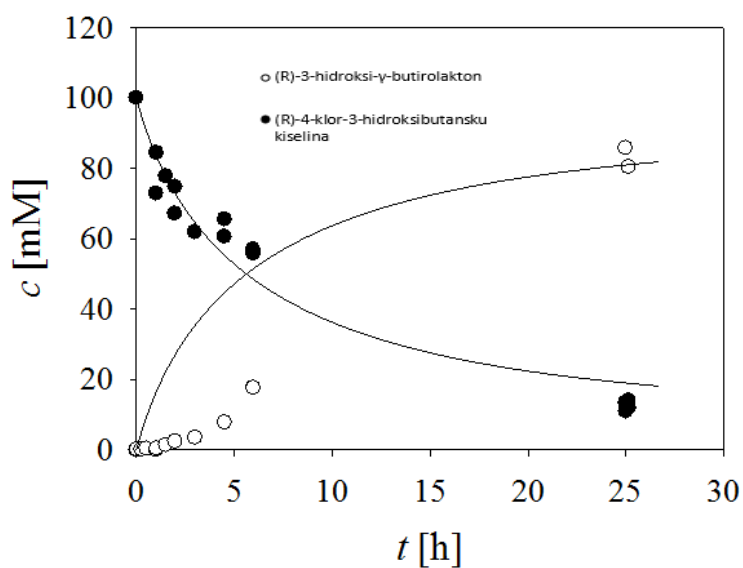 120
100
80
60
40
20
0
c [mM]
(R)-3-hidroksi-γ-butirolakton
(R)-4-klor-3-hidroksibutansku
kiselina
0 5 10 15 20 25 30
t [h]